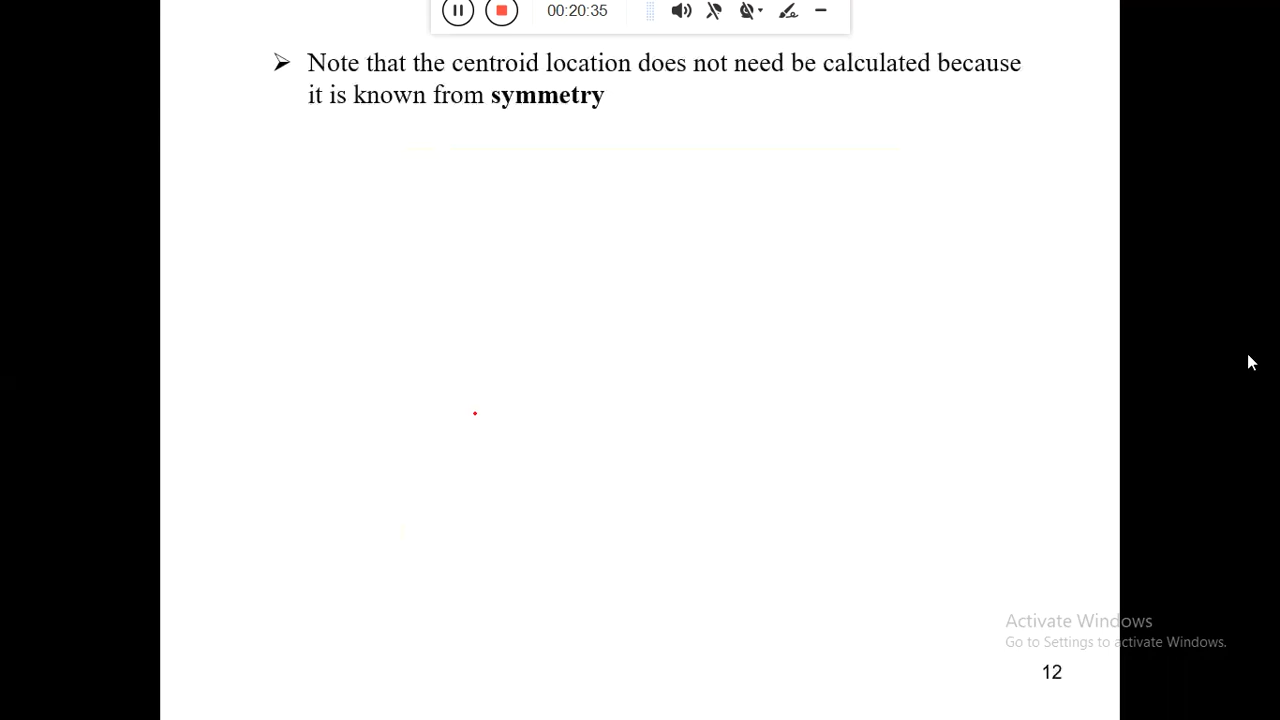 00:20:35
➢ Note that the centroid location does not need be calculated because
it is known from symmetry
Activate Windows
Go to Settings to activate Windows.
12